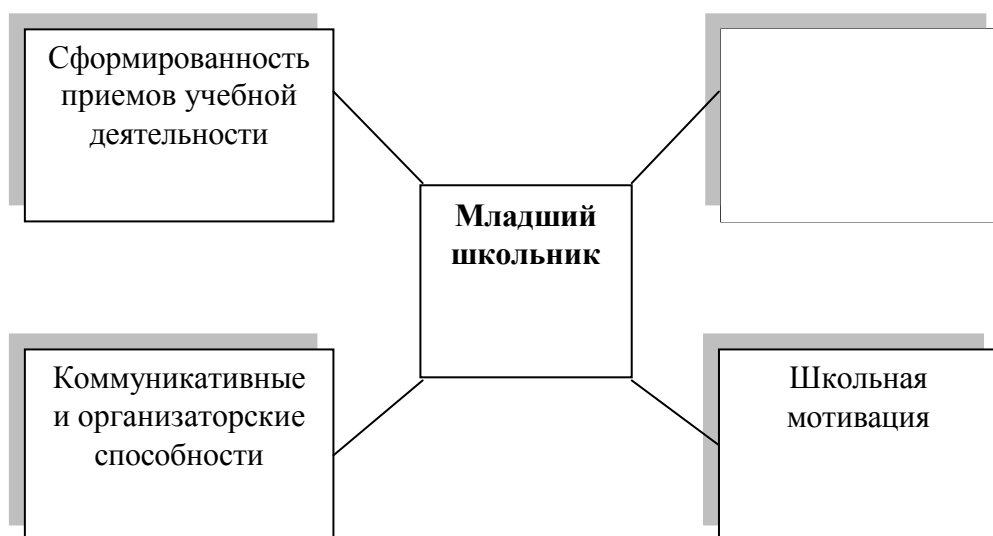 Сформированность
приемов учебной
деятельности
Младший
школьник
Коммуникативные
и организаторские
способности
Школьная
мотивация